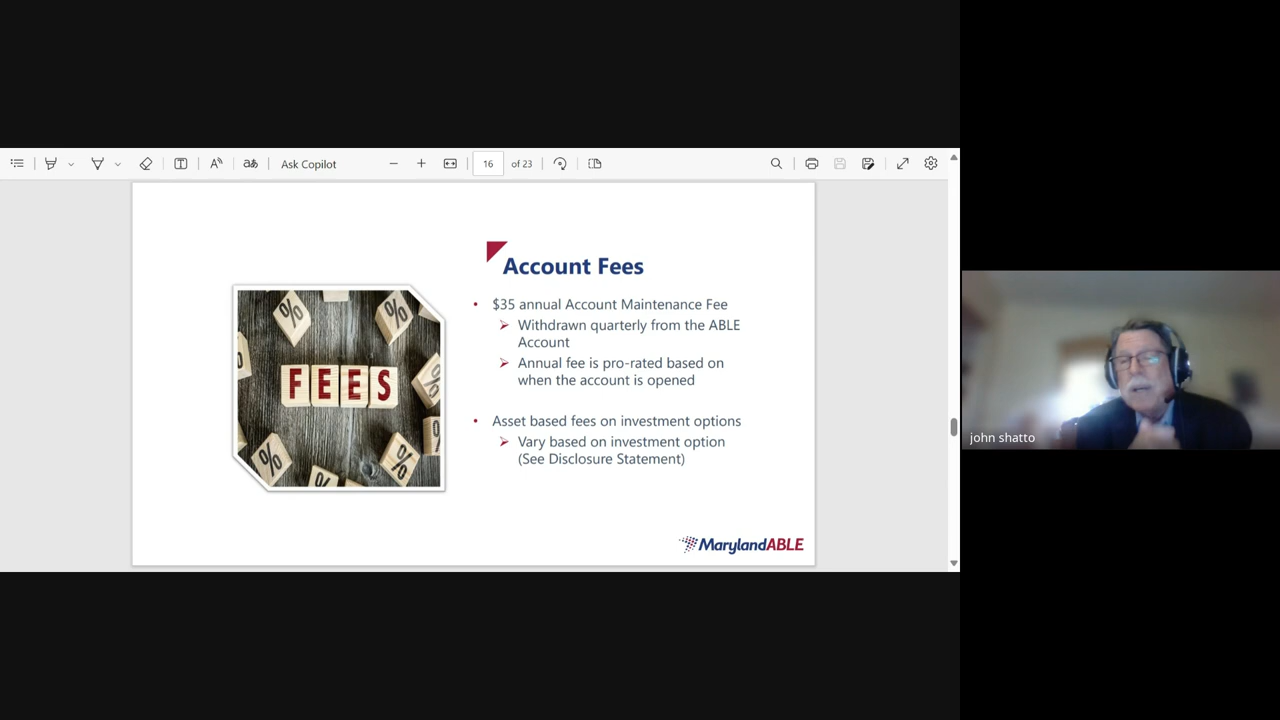 Ask Copilot
16 of 23
Account Fees
• $35 annual Account Maintenance Fee
➢ Withdrawn quarterly from the ABLE
Account
➢ Annual fee is pro-rated based on
when the account is opened
• Asset based fees on investment options
➢ Vary based on investment option
(See Disclosure Statement)
FEES
%
%
%
%
%
%
%
MarylandABLE
john shatto